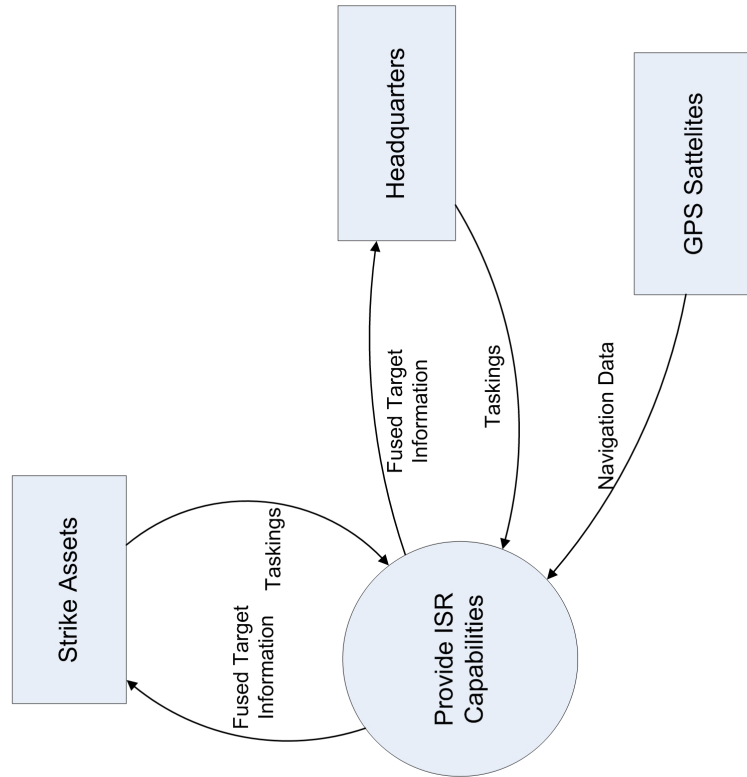 Strike Assets
Fused Target
Information
Taskings
Provide ISR
Capabilities
Fused Target
Information
Taskings
Headquarters
Navigation Data
GPS Sattelites